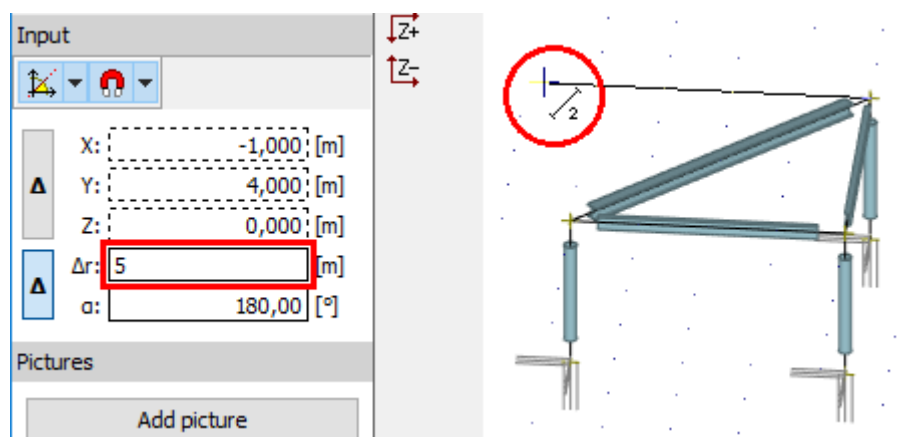 Input
X: -1,000 [m]
Y: 4,000 [m]
Z: 0,000 [m]
Δr: 5 [m]
α: 180,00 [°]
Δ
Δ
Pictures
Add picture
Z+
Z-
2